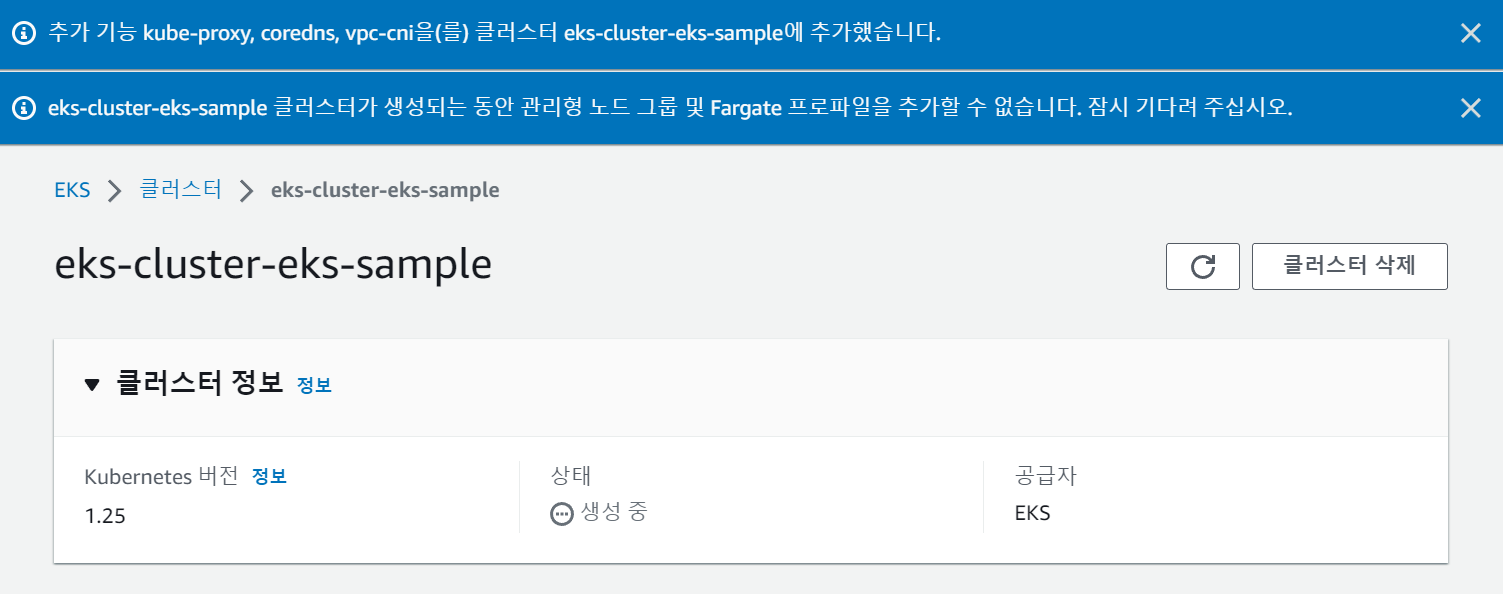 추가 기능 kube-proxy, coredns, vpc-cni을(를) 클러스터 eks-cluster-eks-sample에 추가했습니다.
eks-cluster-eks-sample 클러스터가 생성되는 동안 관리형 노드 그룹 및 Fargate 프로파일을 추가할 수 없습니다. 잠시 기다려 주십시오.
EKS 클러스터 eks-cluster-eks-sample
eks-cluster-eks-sample
클러스터 삭제
클러스터 정보 정보
Kubernetes 버전 정보
1.25
상태
생성 중
공급자
EKS